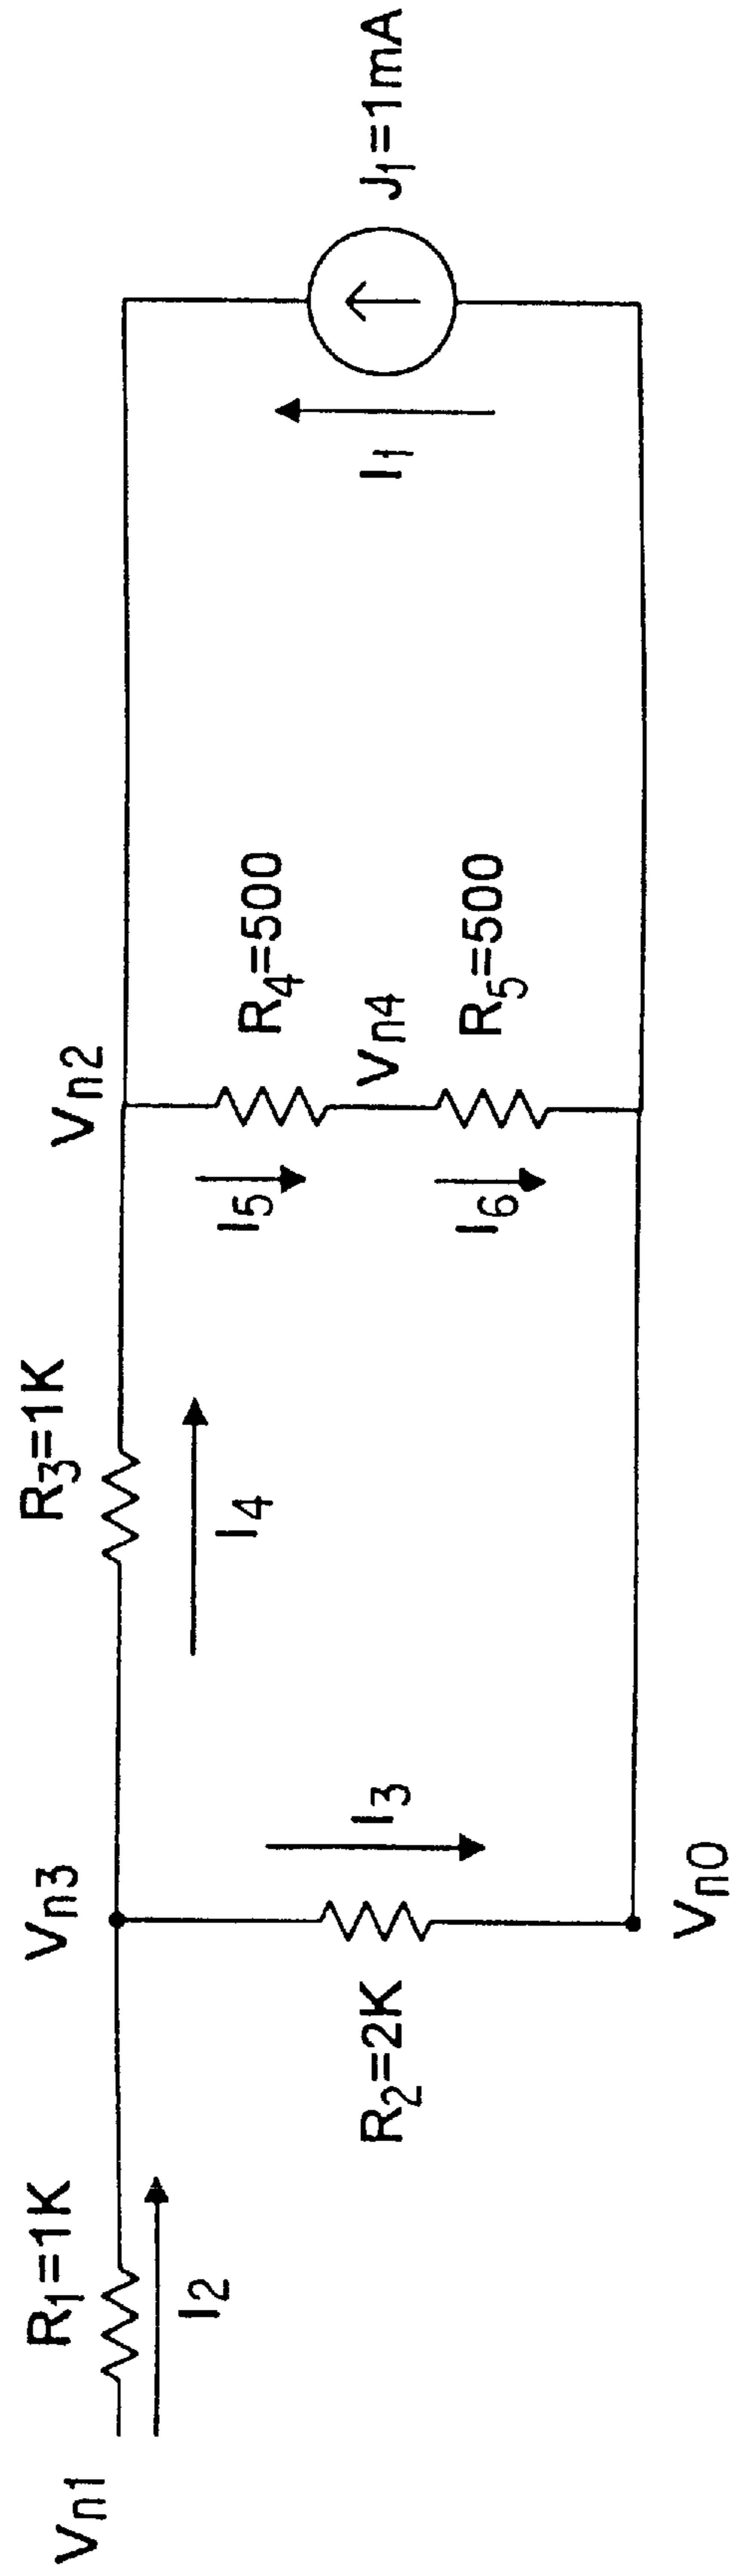 Vn1
R1=1K
I2
Vn3
R2=2K
I3
Vn0
R3=1K
I4
Vn2
I5
R4=500
Vn4
I6
R5=500
I1
J1=1mA